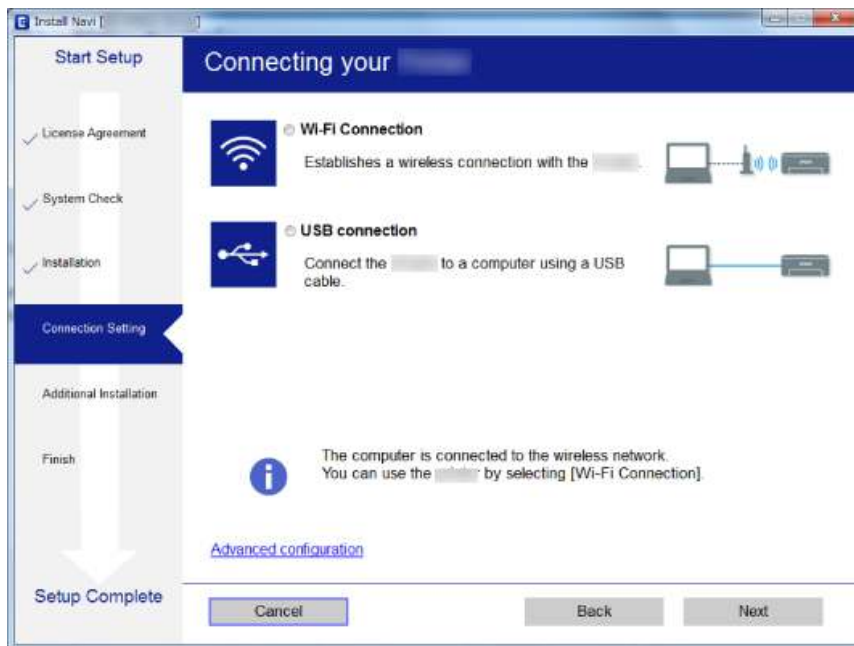 Install Navi [ ]
Start Setup
Connecting your
License Agreement
System Check
Installation
Connection Setting
Additional Installation
Finish
Setup Complete
Wi-Fi Connection
Establishes a wireless connection with the .
USB connection
Connect the to a computer using a USB
cable.
The computer is connected to the wireless network.
You can use the by selecting [Wi-Fi Connection].
Advanced configuration
Cancel
Back
Next